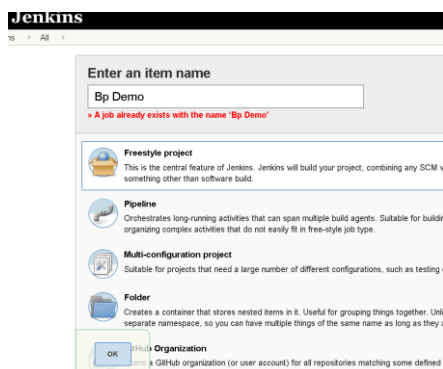 Jenkins
All
Enter an item name
Bp Demo
» A job already exists with the name 'Bp Demo'
Freestyle project
This is the central feature of Jenkins. Jenkins will build your project, combining any SCM
something other than software build.
Pipeline
Orchestrates long-running activities that can span multiple build agents. Suitable for
organizing complex activities that do not easily fit in free-style job type.
Multi-configuration project
Suitable for projects that need a large number of different configurations, such as testing
Folder
Creates a container that stores nested items in it. Useful for grouping things together.
separate namespace, so you can have multiple things of the same name as long as they
Organization
OK
a GitHub organization (or user account) for all repositories matching some defined